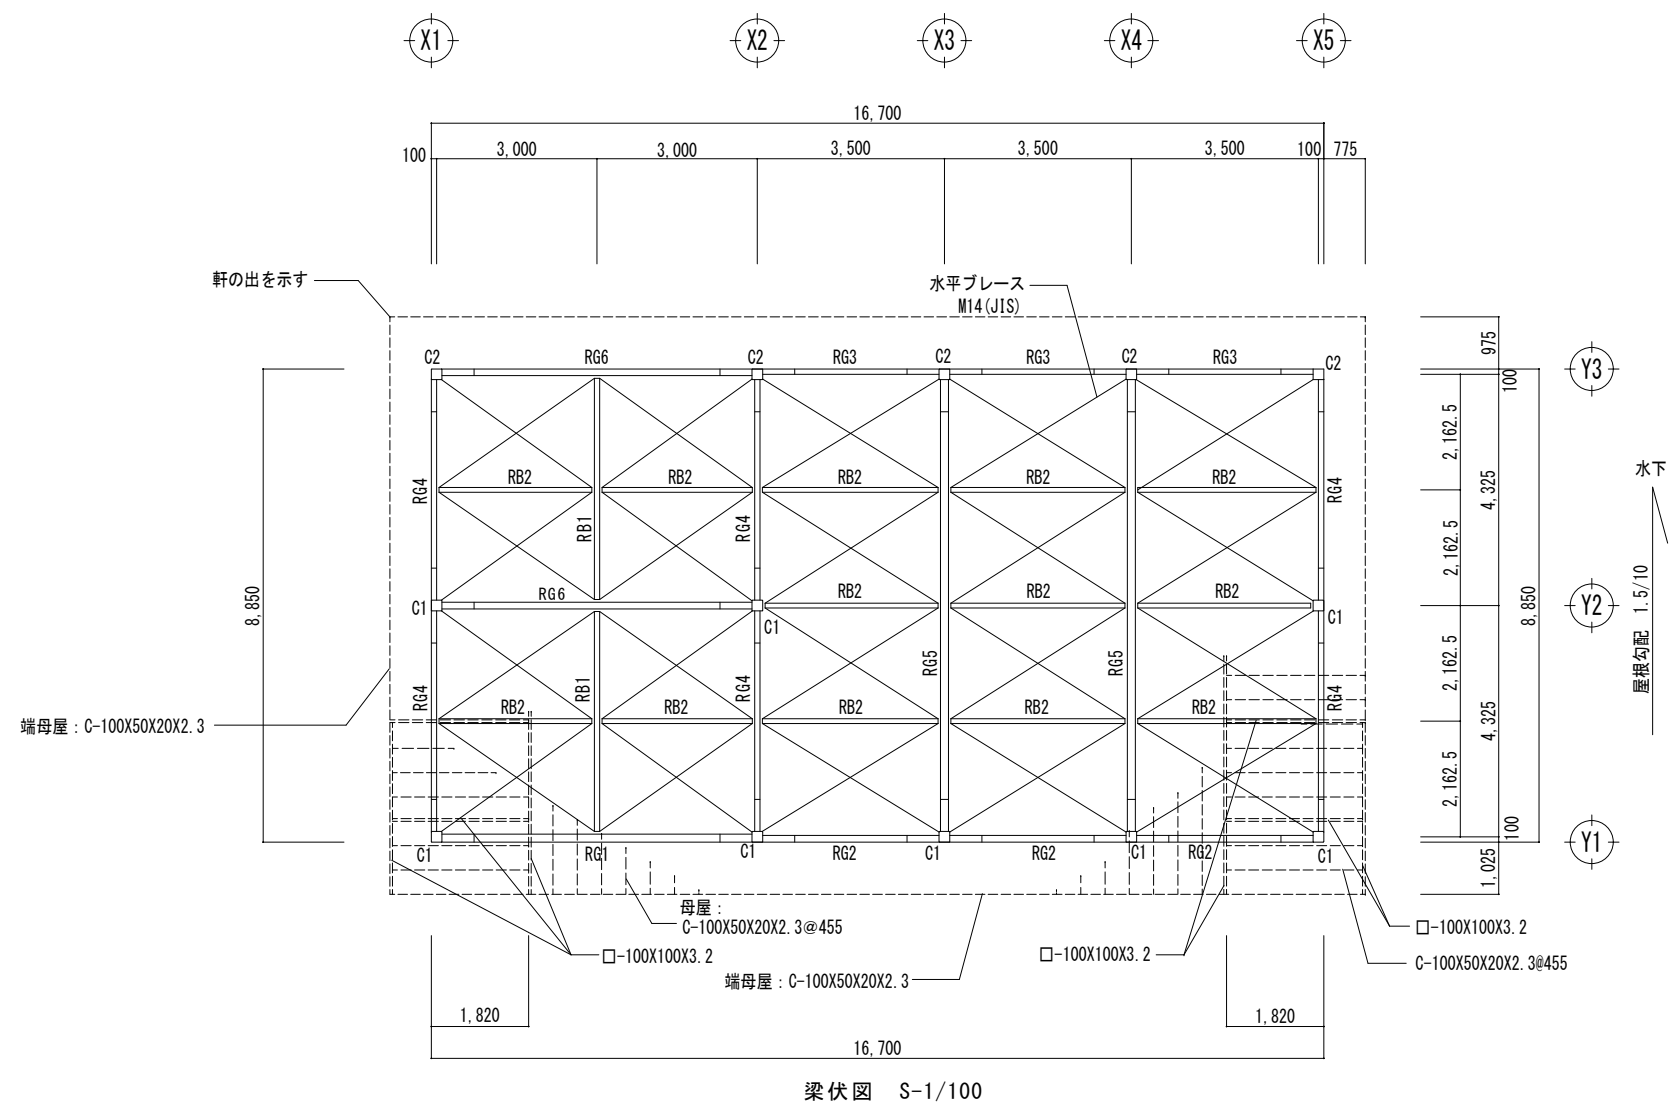 X1 X2 X3 X4 X5
16,700
100 3,000 3,000 3,500 3,500 3,500 100 775
軒の出を示す
水平ブレース
M14(JIS)
975
C2 RG6 C2 RG3 C2 RG3 C2 RG3 C2
Y3
100
2,162.5
4,325
水下
RG4 RB2 RB2 RB2 RB2 RB2 RG4
RB1 RG4
2,162.5
屋根勾配 1.5/10
8,850
RG6 RB2 RB2 RB2
C1 C1 C1
8,850
Y2
RG5 RG5
2,162.5
4,325
RG4 RB1 RG4 RG4
RB2 RB2 RB2 RB2 RB2
端母屋：C-100X50X20X2.3
2,162.5
100
Y1
C1 RG1 C1 RG2 C1 RG2 C1 RG2 C1
1,025
母屋：
C-100X50X20X2.3@455
□-100X100X3.2
□-100X100X3.2
□-100X100X3.2
C-100X50X20X2.3@455
端母屋：C-100X50X20X2.3
1,820 1,820
16,700
梁伏図 S-1/100